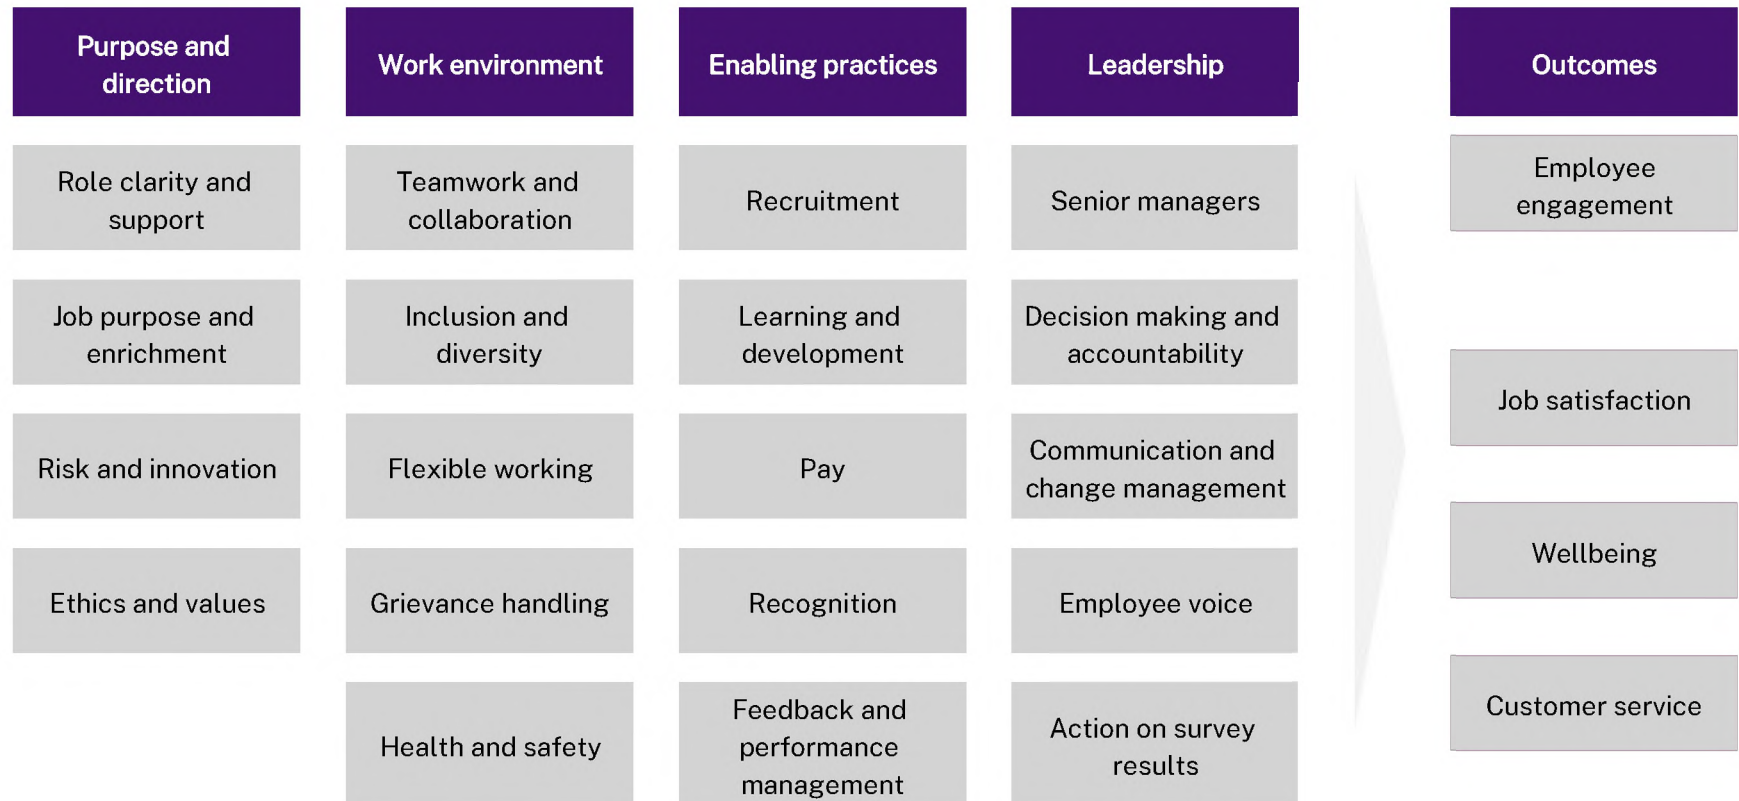 Purpose and
direction
Role clarity and
support
Job purpose and
enrichment
Risk and innovation
Ethics and values
Work environment
Teamwork and
collaboration
Inclusion and
diversity
Flexible working
Grievance handling
Health and safety
Enabling practices
Recruitment
Learning and
development
Pay
Recognition
Feedback and
performance
management
Leadership
Senior managers
Decision making and
accountability
Communication and
change management
Employee voice
Action on survey
results
Outcomes
Employee
engagement
Job satisfaction
Wellbeing
Customer service